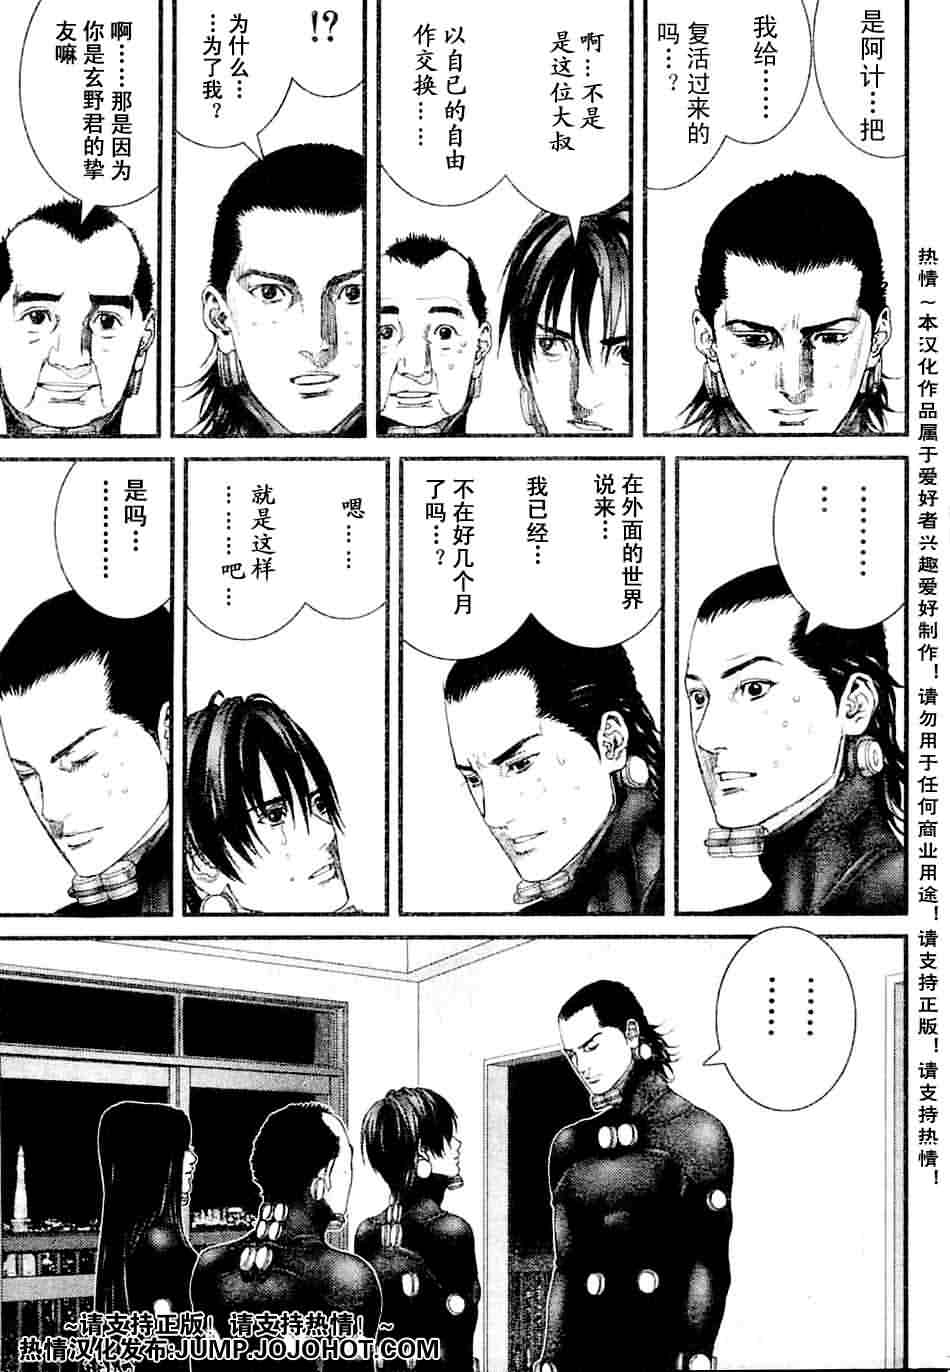 是阿计…把
我给………
复活过来的
吗…？
啊…不是
是这位大叔
以自已的自由
作交换……
!?
为什么…
…为了我？
啊……那是因为
你是玄野君的挚
友嘛
………
…
在外面的世界
说来…
我已经…
不在好几个月
了吗…？
嗯……
就是这样
………吧…
是吗…
………
……
……
热情～本汉化作品属于爱好者兴趣爱好制作！请勿用于任何商业用途！请支持正版！请支持热情！
~请支持正版! 请支持热情! ~
热情汉化发布:JUMP.JOJOHOT.COM